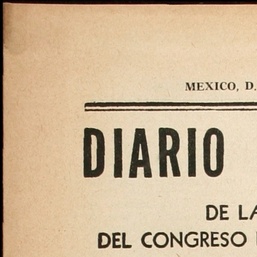 MEXICO, D.
DIARIO
DE LA
DEL CONGRESO